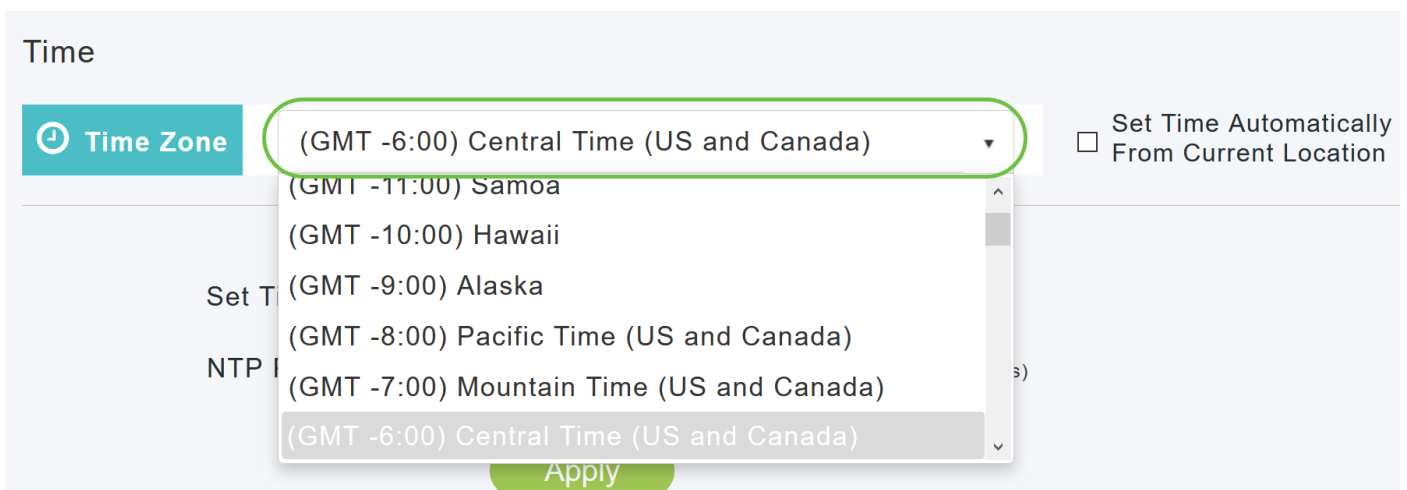 Time
Time Zone
(GMT -6:00) Central Time (US and Canada)
Set Time Automatically
From Current Location
(GMT -11:00) Samoa
(GMT -10:00) Hawaii
(GMT -9:00) Alaska
(GMT -8:00) Pacific Time (US and Canada)
(GMT -7:00) Mountain Time (US and Canada)
(GMT -6:00) Central Time (US and Canada)
Set
NTP
Apply